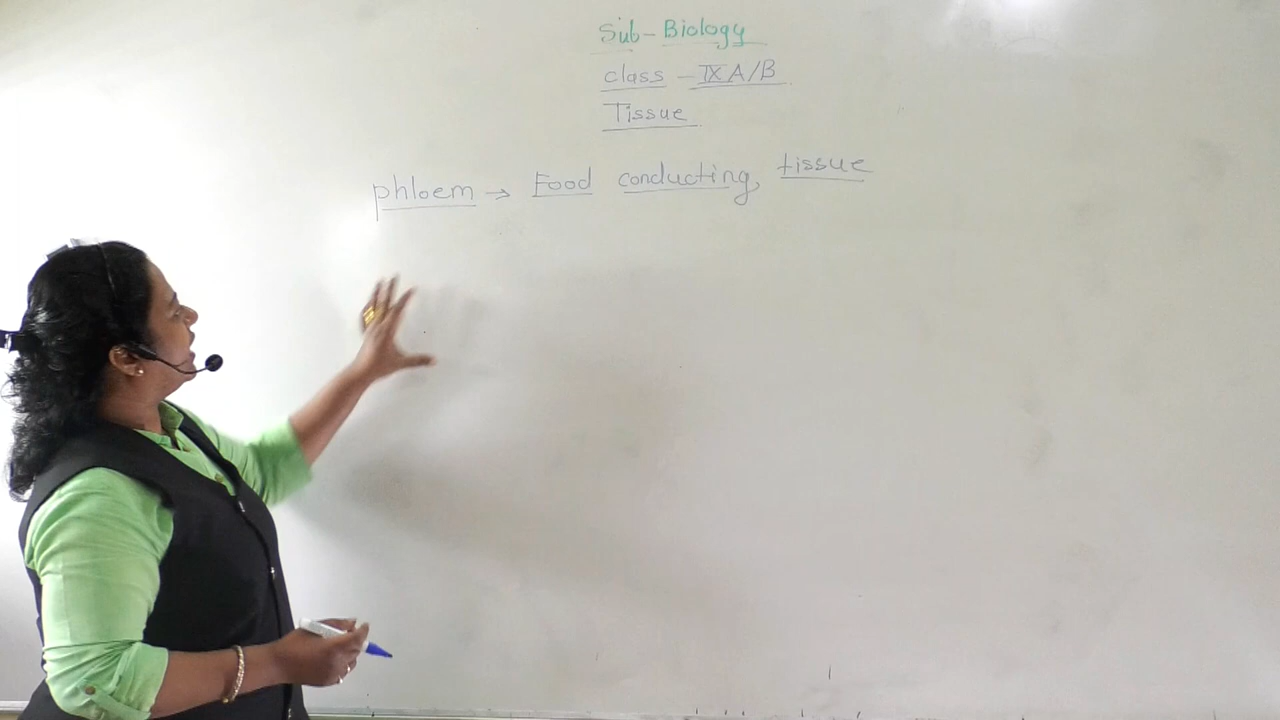 Sub - Biology
class - IX A/B
Tissue
phloem → Food conducting tissue